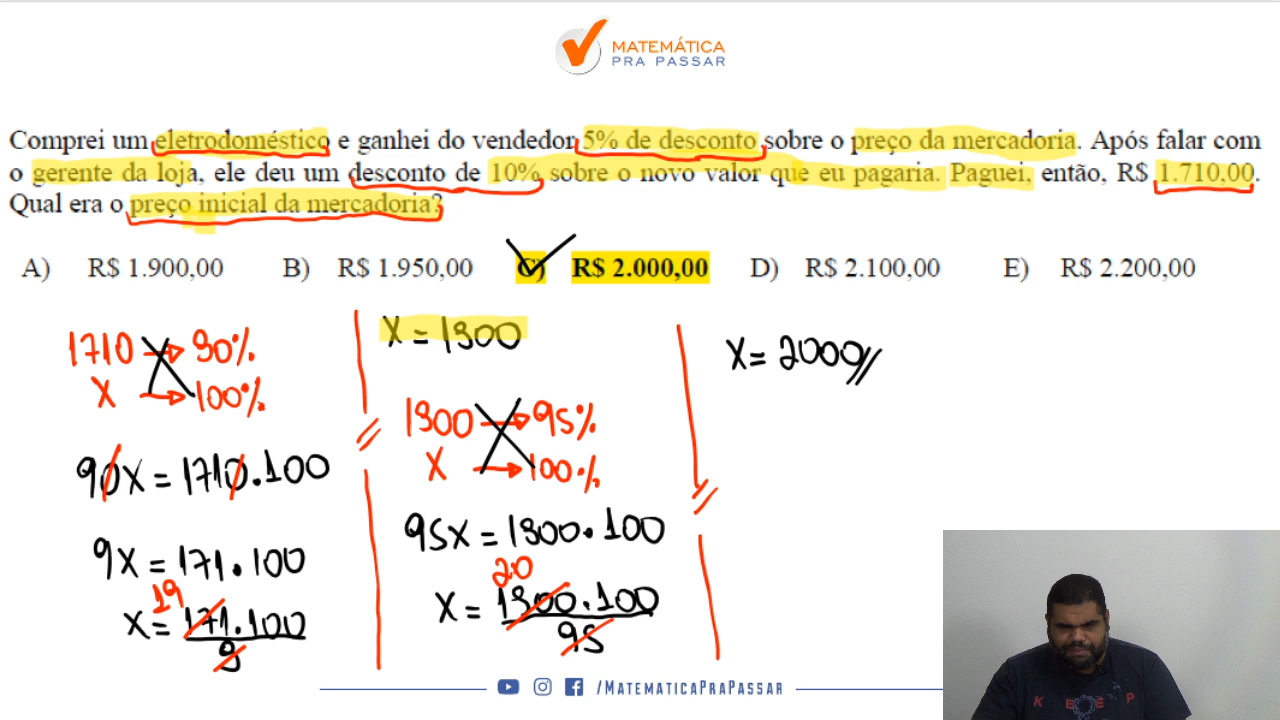 MATEMÁTICA
PRA PASSAR
Comprei um eletrodoméstico e ganhei do vendedor 5% de desconto sobre o preço da mercadoria. Após falar com
o gerente da loja, ele deu um desconto de 10% sobre o novo valor que eu pagaria. Paguei, então, R$ 1.710,00.
Qual era o preço inicial da mercadoria?
A) R$ 1.900,00 B) R$ 1.950,00 C) R$ 2.000,00 D) R$ 2.100,00 E) R$ 2.200,00
1710 → 90%
X → 100%
90X = 1710.100
9X = 171.100
19
X = 171.100
9
X = 1900
1900 → 95%
X → 100%
95X = 1900.100
20
X = 1900.100
95
X = 2000//
/MATEMATICAPRAPASSAR
K E E P